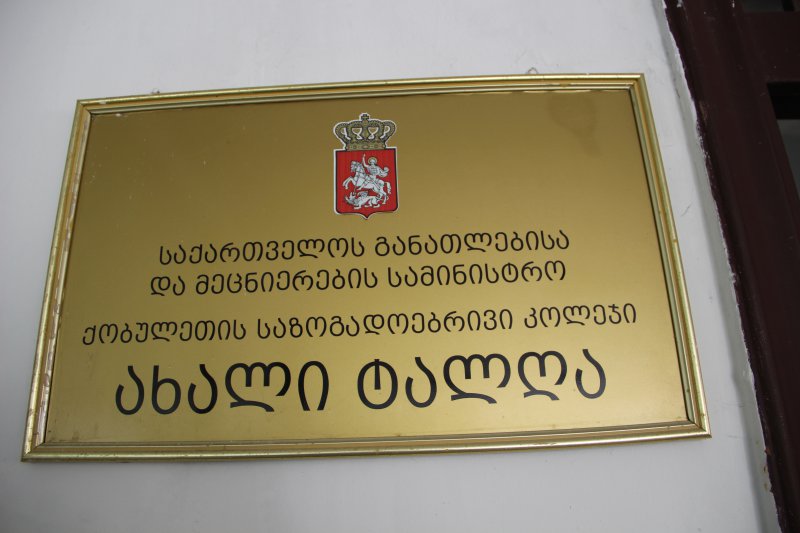 საქართველოს განათლებისა
და მეცნიერების სამინისტრო
ქობულეთის საზოგადოებრივი კოლეჯი
ახალი ტალღა